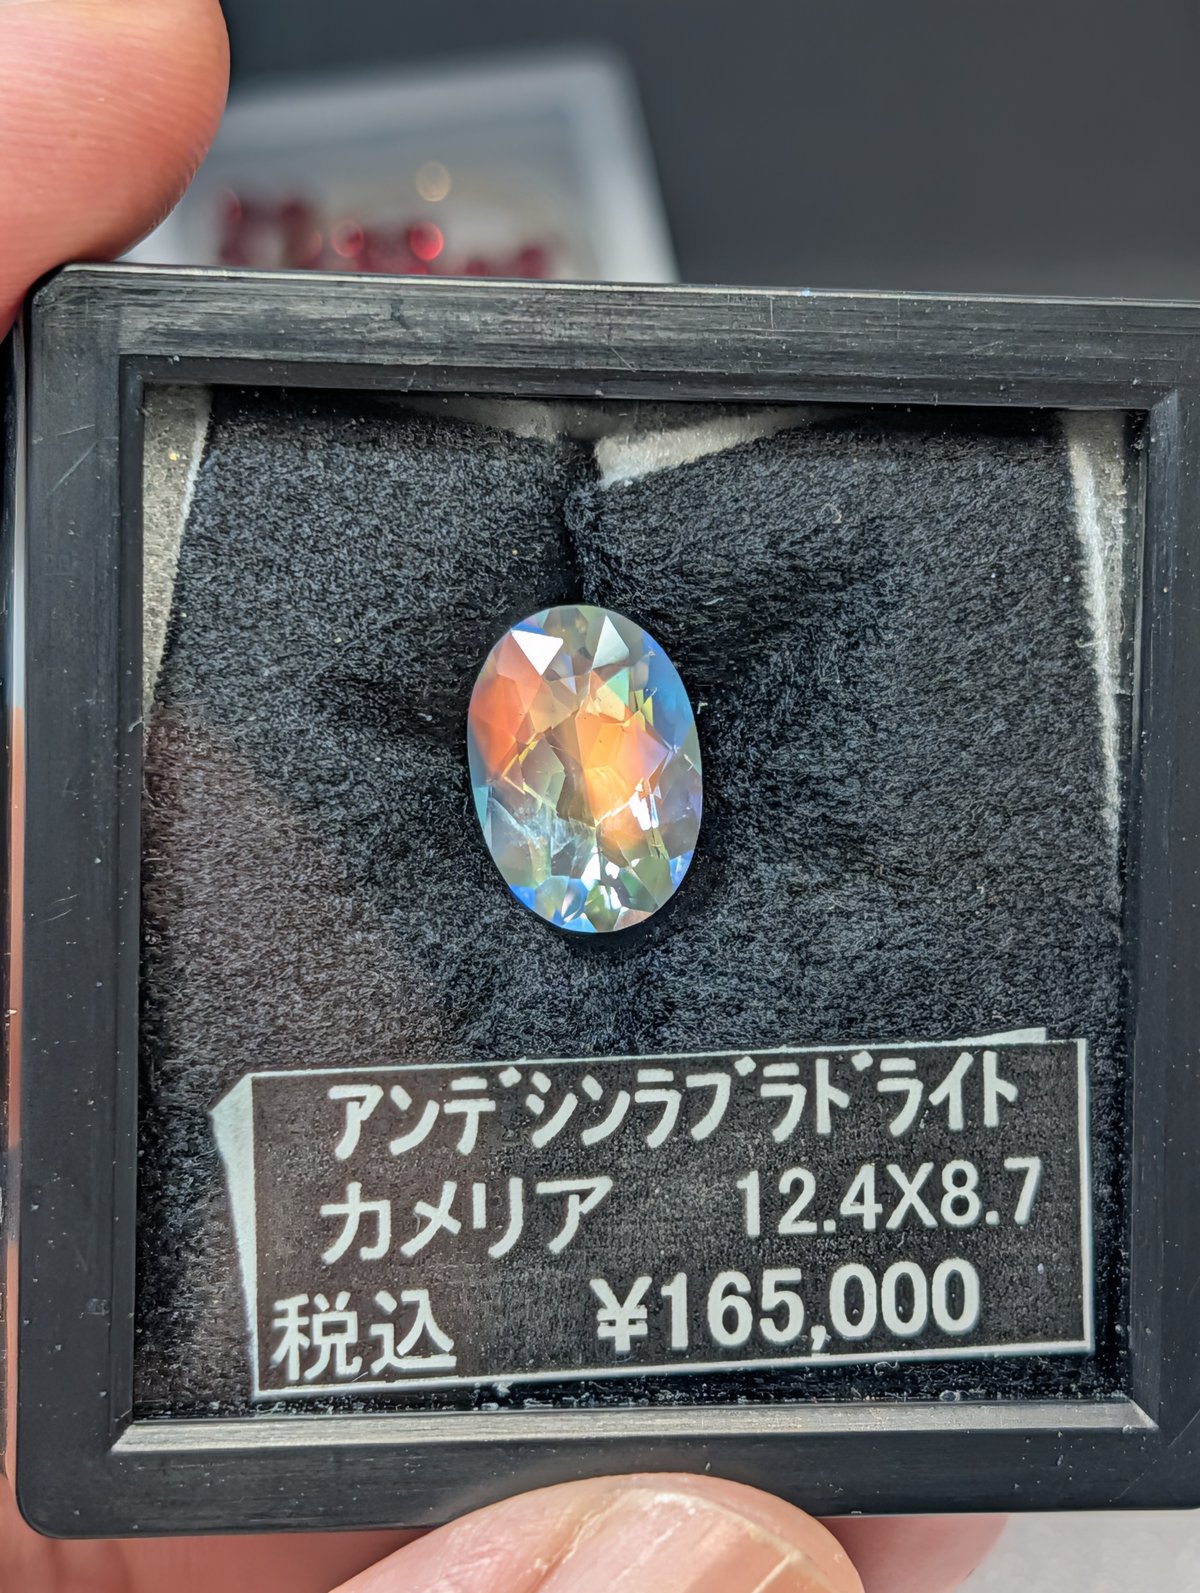 アンデシンラブラドライト
カメリア 12.4X8.7
税込 ¥165,000